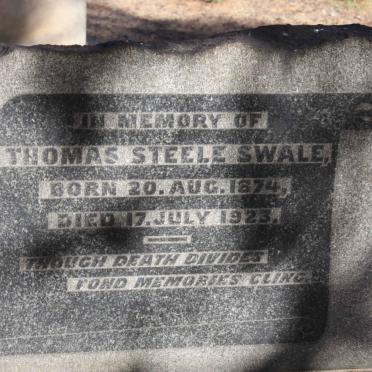 IN MEMORY OF
THOMAS STEELE SWALE,
BORN 20. AUG. 1874,
DIED 17. JULY 1923.
THOUGH DEATH DIVIDES
FOND MEMORIES CLING.